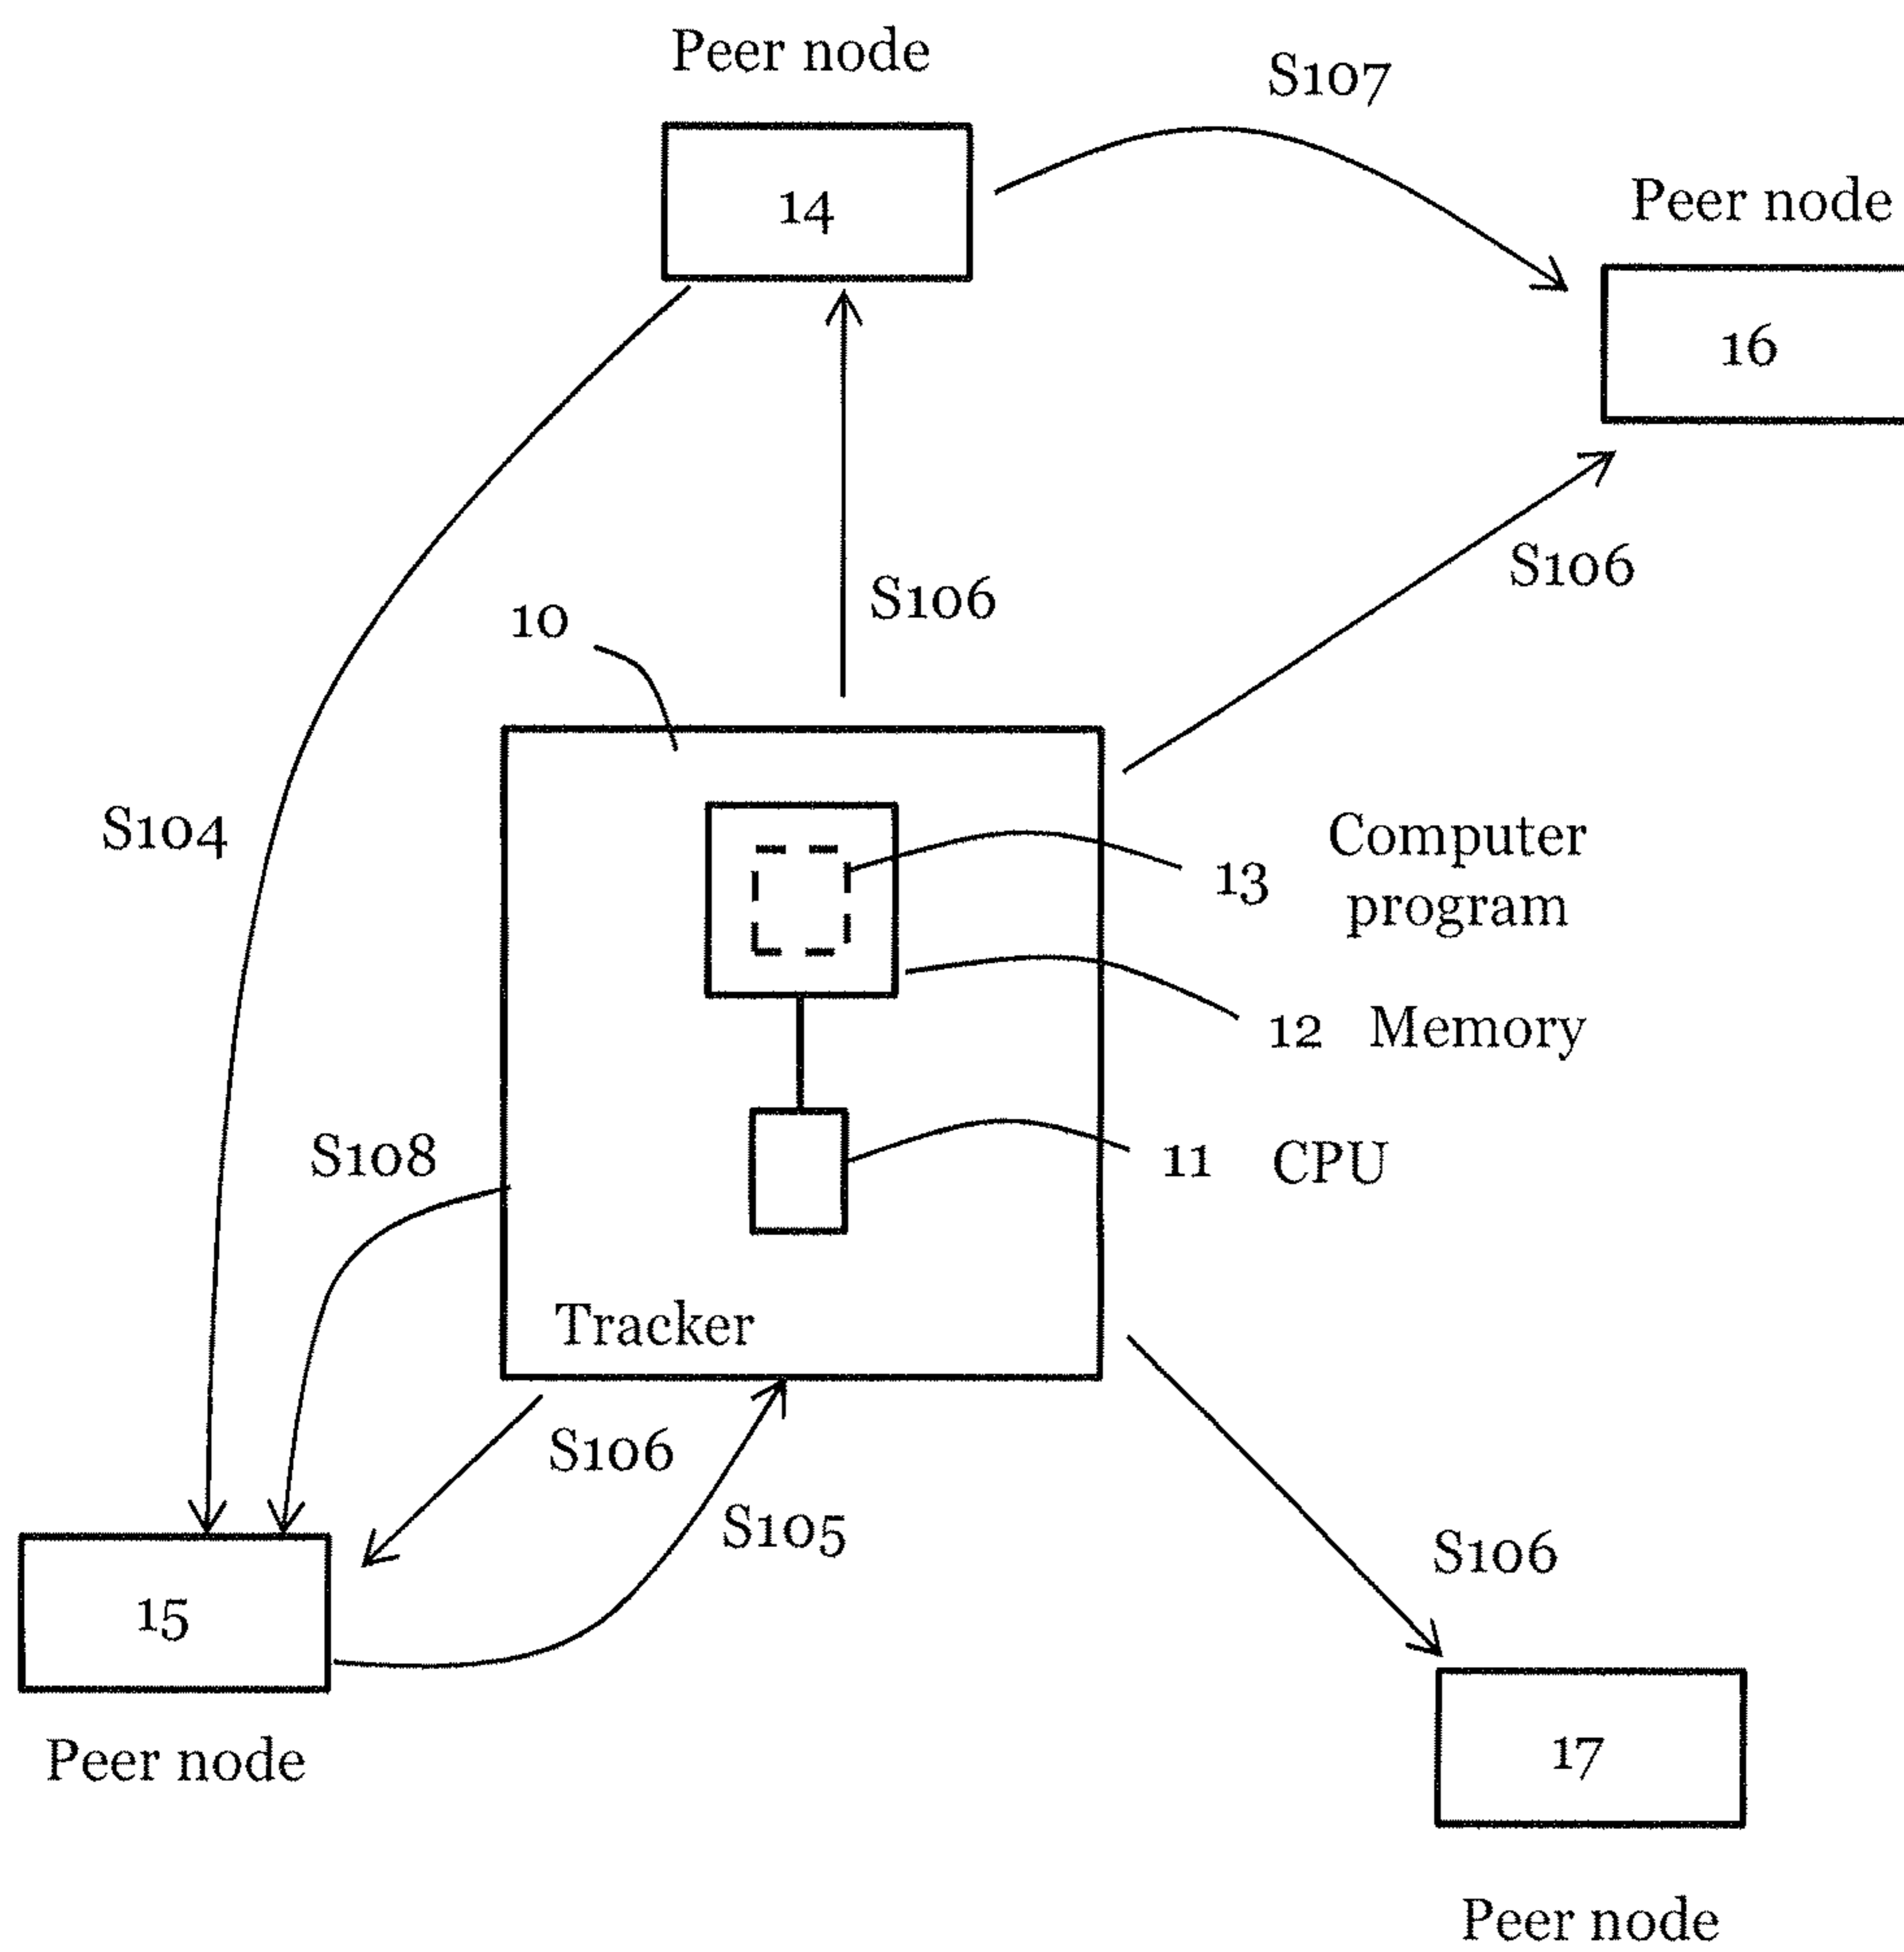 Peer node
S107
14
Peer node
16
S106
S106
10
S104
Computer
13
program
12 Memory
S108
11 CPU
Tracker
S106
S105
S106
15
17
Peer node
Peer node